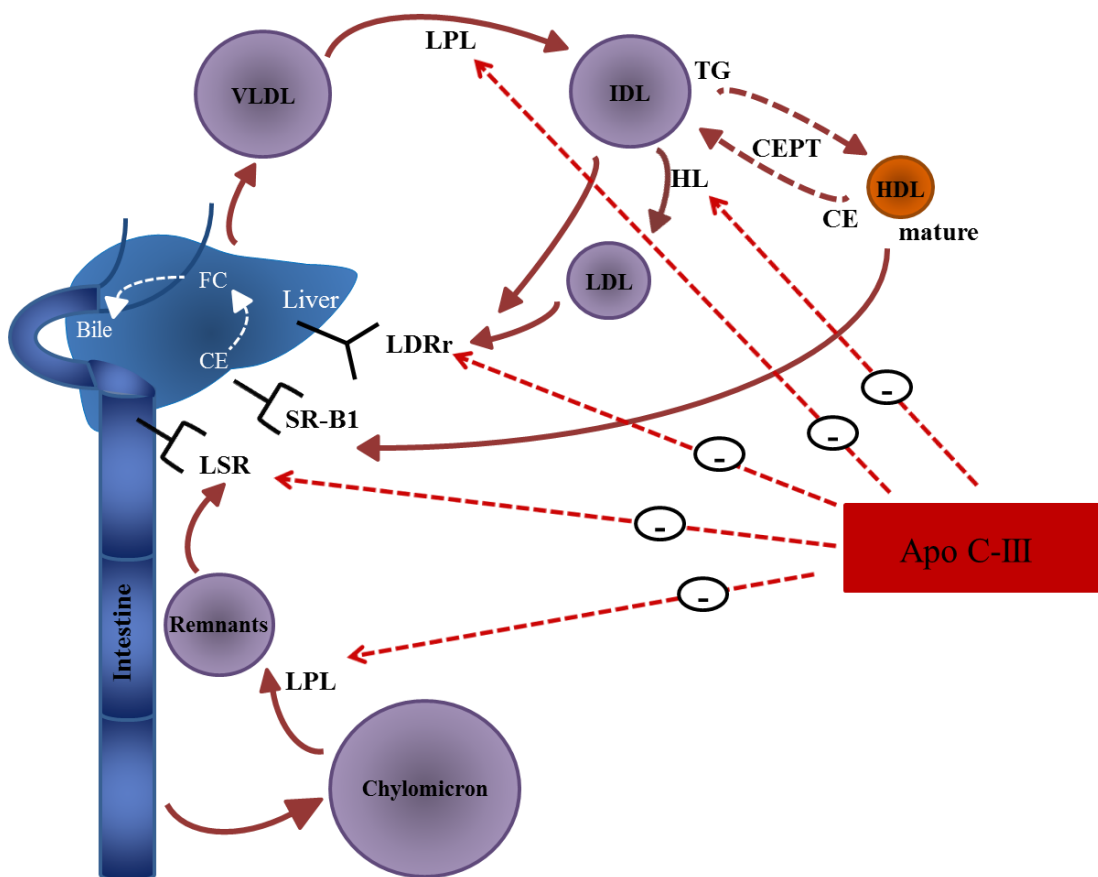 LPL
VLDL
IDL
TG
CEPT
HL
HDL
CE
mature
LDL
FC
Liver
Bile
CE
LDRr
SR-B1
LSR
-
-
-
-
-
Apo C-III
Intestine
Remnants
LPL
Chylomicron